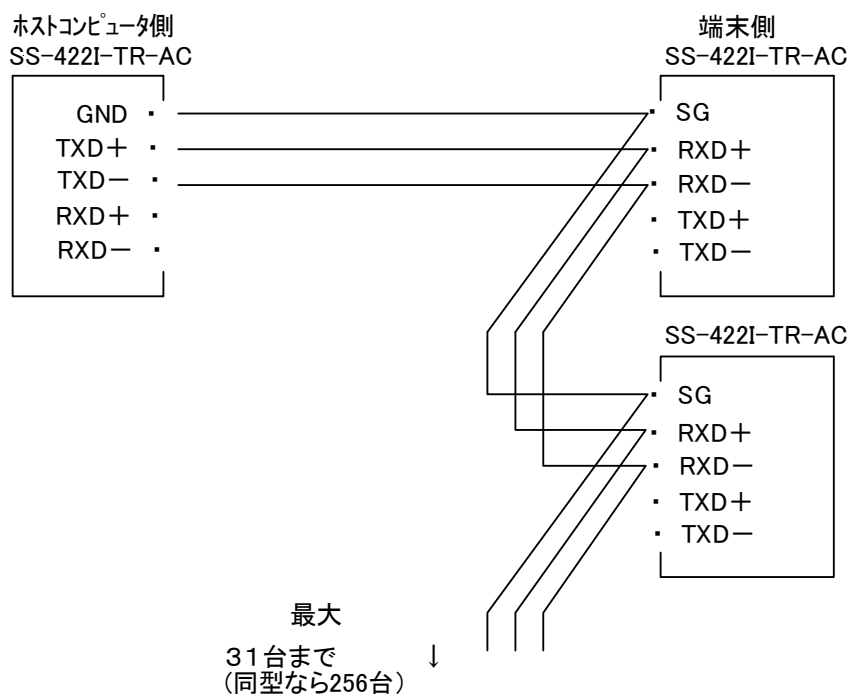 ホストコンピュータ側
SS-422I-TR-AC
GND
TXD＋
TXD－
RXD＋
RXD－
端末側
SS-422I-TR-AC
SG
RXD＋
RXD－
TXD＋
TXD－
SS-422I-TR-AC
SG
RXD＋
RXD－
TXD＋
TXD－
最大
３１台まで ↓
(同型なら256台)